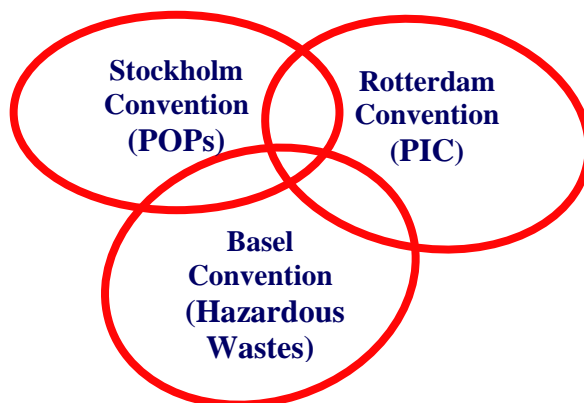 Stockholm
Convention
(POPs)
Rotterdam
Convention
(PIC)
Basel
Convention
(Hazardous
Wastes)